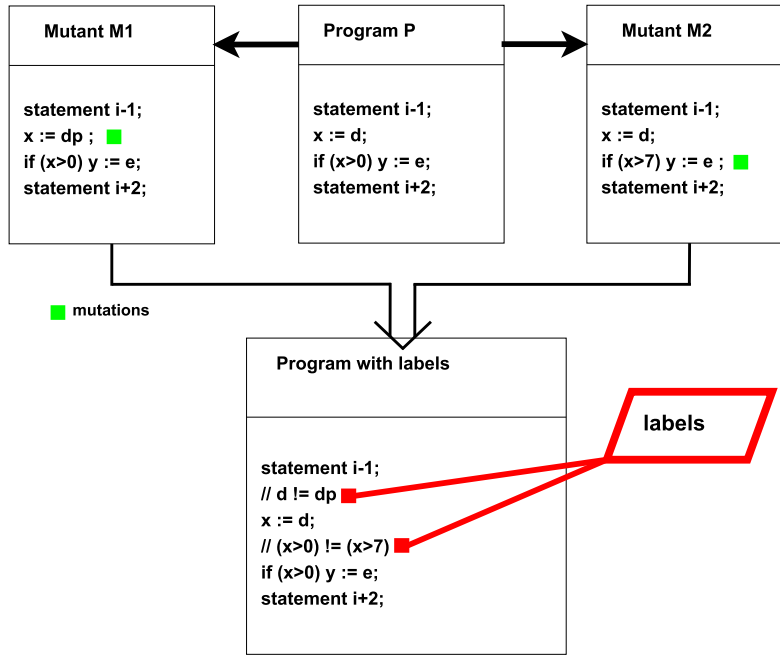 Mutant M1
statement i-1;
x := dp ;
if (x>0) y := e;
statement i+2;
Program P
statement i-1;
x := d;
if (x>0) y := e;
statement i+2;
Mutant M2
statement i-1;
x := d;
if (x>7) y := e ;
statement i+2;
mutations
Program with labels
statement i-1;
// d != dp
x := d;
// (x>0) != (x>7)
if (x>0) y := e;
statement i+2;
labels